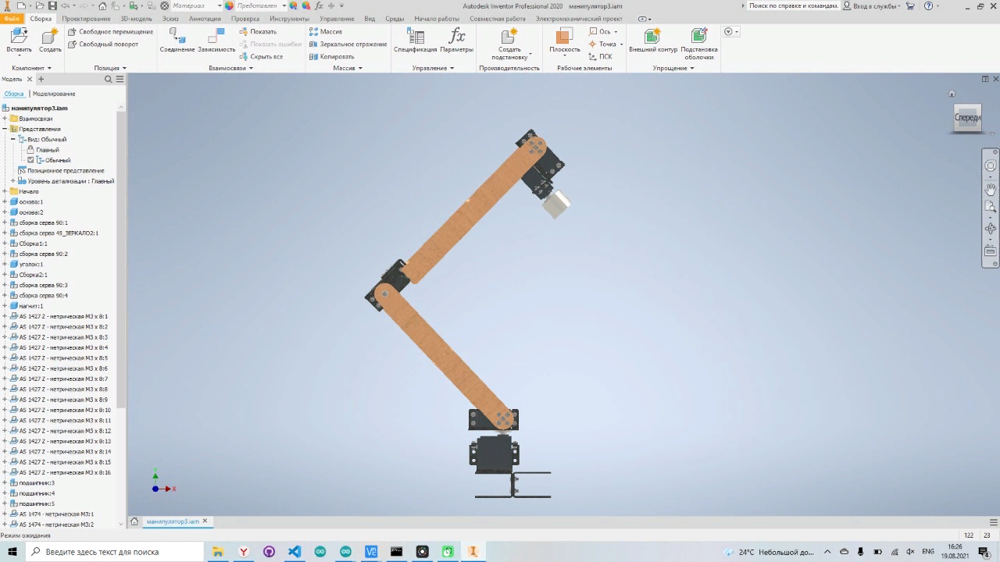 Материал
Представлен
Autodesk Inventor Professional 2020 манипулятор3.iam
Поиск по справке и командам.
Вход в службы
Файл Сборка Проектирование 3D-модель Эскиз Аннотации Проверка Инструменты Управление Вид Среды Начало работы Совместная работа Электромеханический проект
Вставить
Создать
Свободное перемещение
Свободный поворот
Компонент
Позиция
Соединение
Зависимость
Показать
Показать ошибки
Скрыть все
Взаимосвязи
Массив
Зеркальное отражение
Копировать
Массив
Спецификация
Параметры
Управление
Создать
подстановку
Производительность
Плоскость
Ось
Точка
ПСК
Рабочие элементы
Внешний контур
Подстановка
оболочки
Упрощение
Модель
Сборка Моделирование
манипулятор3.iam
Взаимосвязи
Представления
Вид: Обычный
Главный
Обычный
Позиционное представление
Уровень детализации : Главный
Начало
основа:1
основа:2
сборка серва 90:1
сборка серва 45_ЗЕРКАЛО2:1
Сборка1:1
сборка серва 90:2
уголок:1
Сборка2:1
сборка серва 90:3
сборка серва 90:4
магнит:1
AS 1427 Z - метрическая M3 x 8:1
AS 1427 Z - метрическая M3 x 8:2
AS 1427 Z - метрическая M3 x 8:3
AS 1427 Z - метрическая M3 x 8:4
AS 1427 Z - метрическая M3 x 8:5
AS 1427 Z - метрическая M3 x 8:6
AS 1427 Z - метрическая M3 x 8:7
AS 1427 Z - метрическая M3 x 8:8
AS 1427 Z - метрическая M3 x 8:9
AS 1427 Z - метрическая M3 x 8:10
AS 1427 Z - метрическая M3 x 8:11
AS 1427 Z - метрическая M3 x 8:12
AS 1427 Z - метрическая M3 x 8:13
AS 1427 Z - метрическая M3 x 8:14
AS 1427 Z - метрическая M3 x 8:15
AS 1427 Z - метрическая M3 x 8:16
подшипник:3
подшипник:4
подшипник:5
AS 1474 - метрическая M3:1
AS 1474 - метрическая M3:2
Спереди
X
манипулятор3.iam
Режим ожидания
122 23
Введите здесь текст для поиска
24°C Небольшой до...
ENG
16:26
19.08.2021